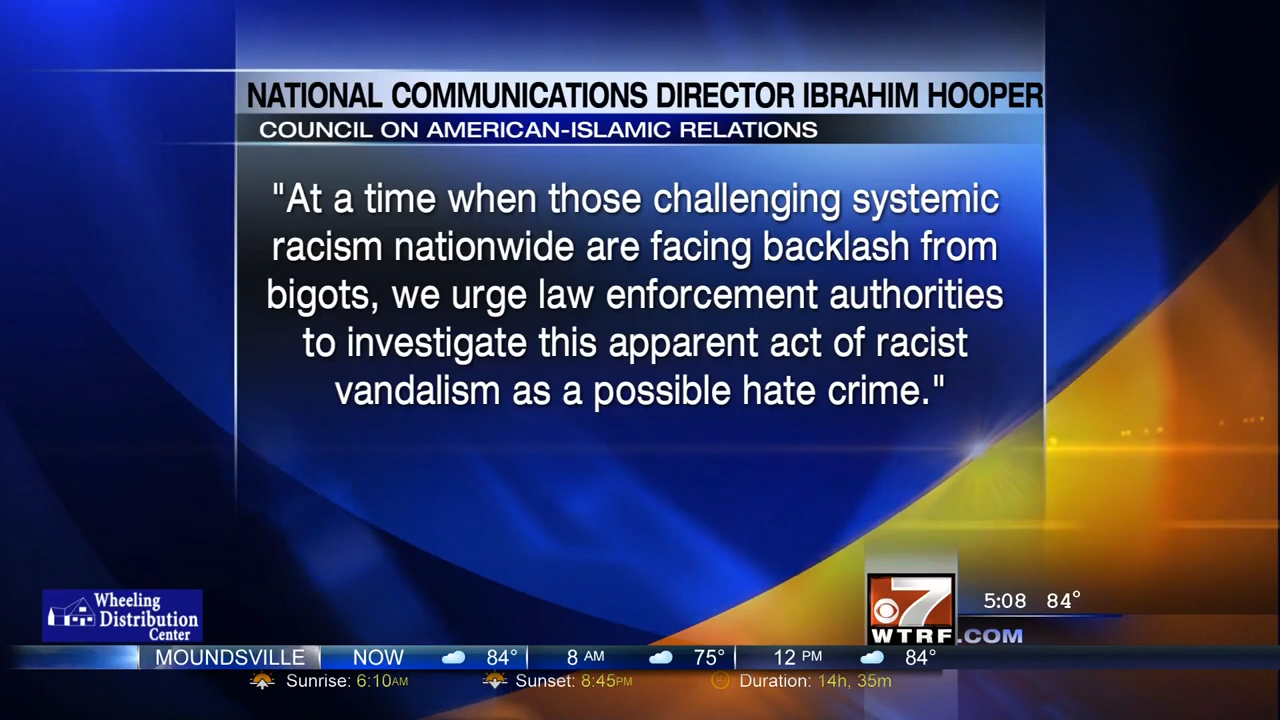 NATIONAL COMMUNICATIONS DIRECTOR IBRAHIM HOOPER
COUNCIL ON AMERICAN-ISLAMIC RELATIONS
"At a time when those challenging systemic
racism nationwide are facing backlash from
bigots, we urge law enforcement authorities
to investigate this apparent act of racist
vandalism as a possible hate crime."
Wheeling
Distribution
Center
7
WTRF.COM
5:08 84°
MOUNDSVILLE NOW 84° 8 AM 75° 12 PM 84°
Sunrise: 6:10AM Sunset: 8:45PM Duration: 14h, 35m